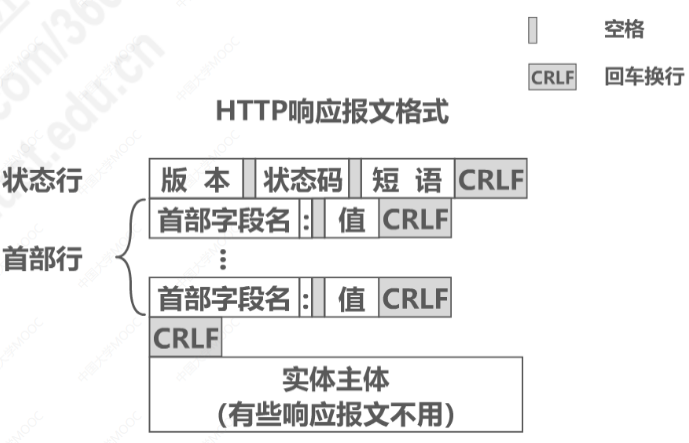 空格
CRLF 回车换行
HTTP响应报文格式
状态行 版 本 状态码 短 语 CRLF
首部字段名 : 值 CRLF
首部行
⋮
首部字段名 : 值 CRLF
CRLF
实体主体
(有些响应报文不用)